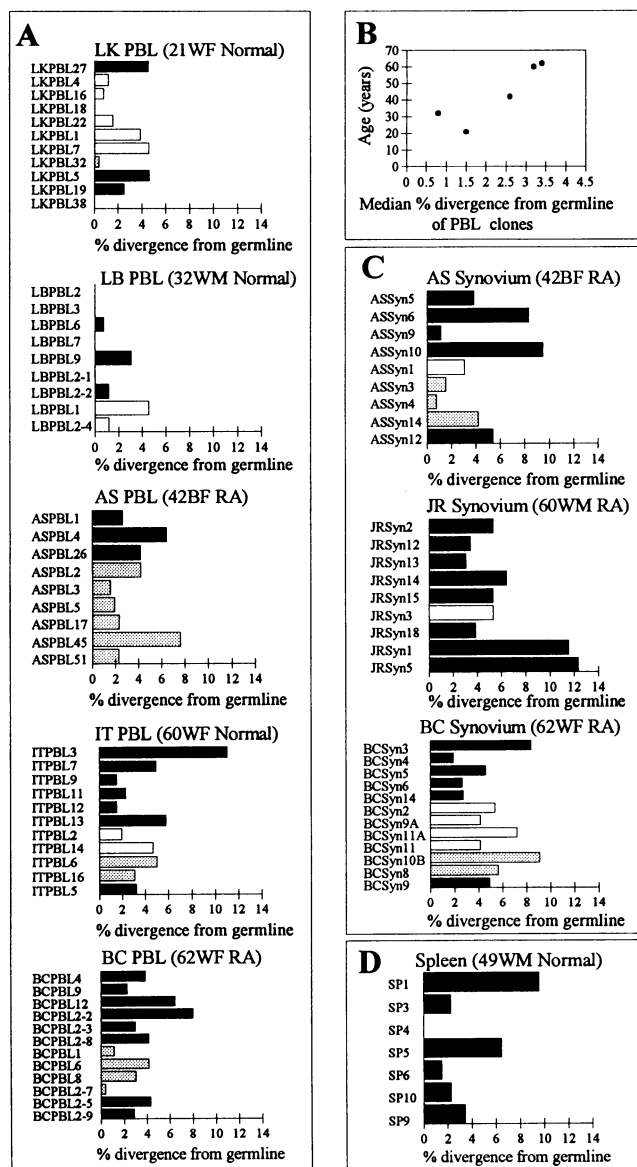 A
LK PBL (21WF Normal)
LKPBL27
LKPBL4
LKPBL16
LKPBL18
LKPBL22
LKPBL1
LKPBL7
LKPBL32
LKPBL5
LKPBL19
LKPBL38
0 2 4 6 8 10 12 14
% divergence from germline
LB PBL (32WM Normal)
LBPBL2
LBPBL3
LBPBL6
LBPBL7
LBPBL9
LBPBL2-1
LBPBL2-2
LBPBL1
LBPBL2-4
0 2 4 6 8 10 12 14
% divergence from germline
AS PBL (42BF RA)
ASPBL1
ASPBL4
ASPBL26
ASPBL2
ASPBL3
ASPBL5
ASPBL17
ASPBL45
ASPBL51
0 2 4 6 8 10 12 14
% divergence from germline
IT PBL (60WF Normal)
ITPBL3
ITPBL7
ITPBL9
ITPBL11
ITPBL12
ITPBL13
ITPBL2
ITPBL14
ITPBL6
ITPBL16
ITPBL5
0 2 4 6 8 10 12 14
% divergence from germline
BC PBL (62WF RA)
BCPBL4
BCPBL9
BCPBL12
BCPBL2-2
BCPBL2-3
BCPBL2-8
BCPBL1
BCPBL6
BCPBL8
BCPBL2-7
BCPBL2-5
BCPBL2-9
0 2 4 6 8 10 12 14
% divergence from germline
B
Age (years)
70
60
50
40
30
20
10
0
0 0.5 1 1.5 2 2.5 3 3.5 4 4.5
Median % divergence from germline
of PBL clones
C
AS Synovium (42BF RA)
ASSyn5
ASSyn6
ASSyn9
ASSyn10
ASSyn1
ASSyn3
ASSyn4
ASSyn14
ASSyn12
0 2 4 6 8 10 12 14
% divergence from germline
JR Synovium (60WM RA)
JRSyn2
JRSyn12
JRSyn13
JRSyn14
JRSyn15
JRSyn3
JRSyn18
JRSyn1
JRSyn5
0 2 4 6 8 10 12 14
% divergence from germline
BC Synovium (62WF RA)
BCSyn3
BCSyn4
BCSyn5
BCSyn6
BCSyn14
BCSyn2
BCSyn9A
BCSyn11A
BCSyn11
BCSyn10B
BCSyn8
BCSyn9
0 2 4 6 8 10 12 14
% divergence from germline
D
Spleen (49WM Normal)
SP1
SP3
SP4
SP5
SP6
SP10
SP9
0 2 4 6 8 10 12 14
% divergence from germline